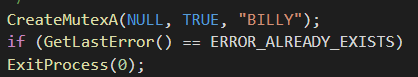 CreateMutexA(NULL, TRUE, "BILLY");
if (GetLastError() == ERROR_ALREADY_EXISTS)
ExitProcess(0);